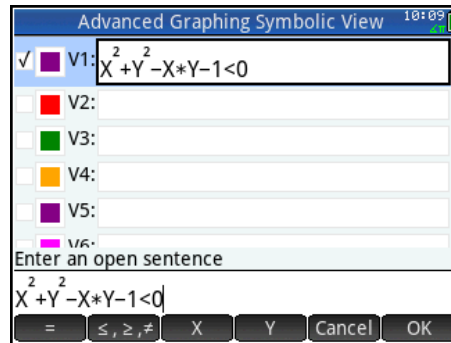 Advanced Graphing Symbolic View 10:09
∡π
√ V1: X²+Y²−X*Y−1<0
V2:
V3:
V4:
V5:
V6:
Enter an open sentence
X²+Y²−X*Y−1<0
= ≤,≥,≠ X Y Cancel OK